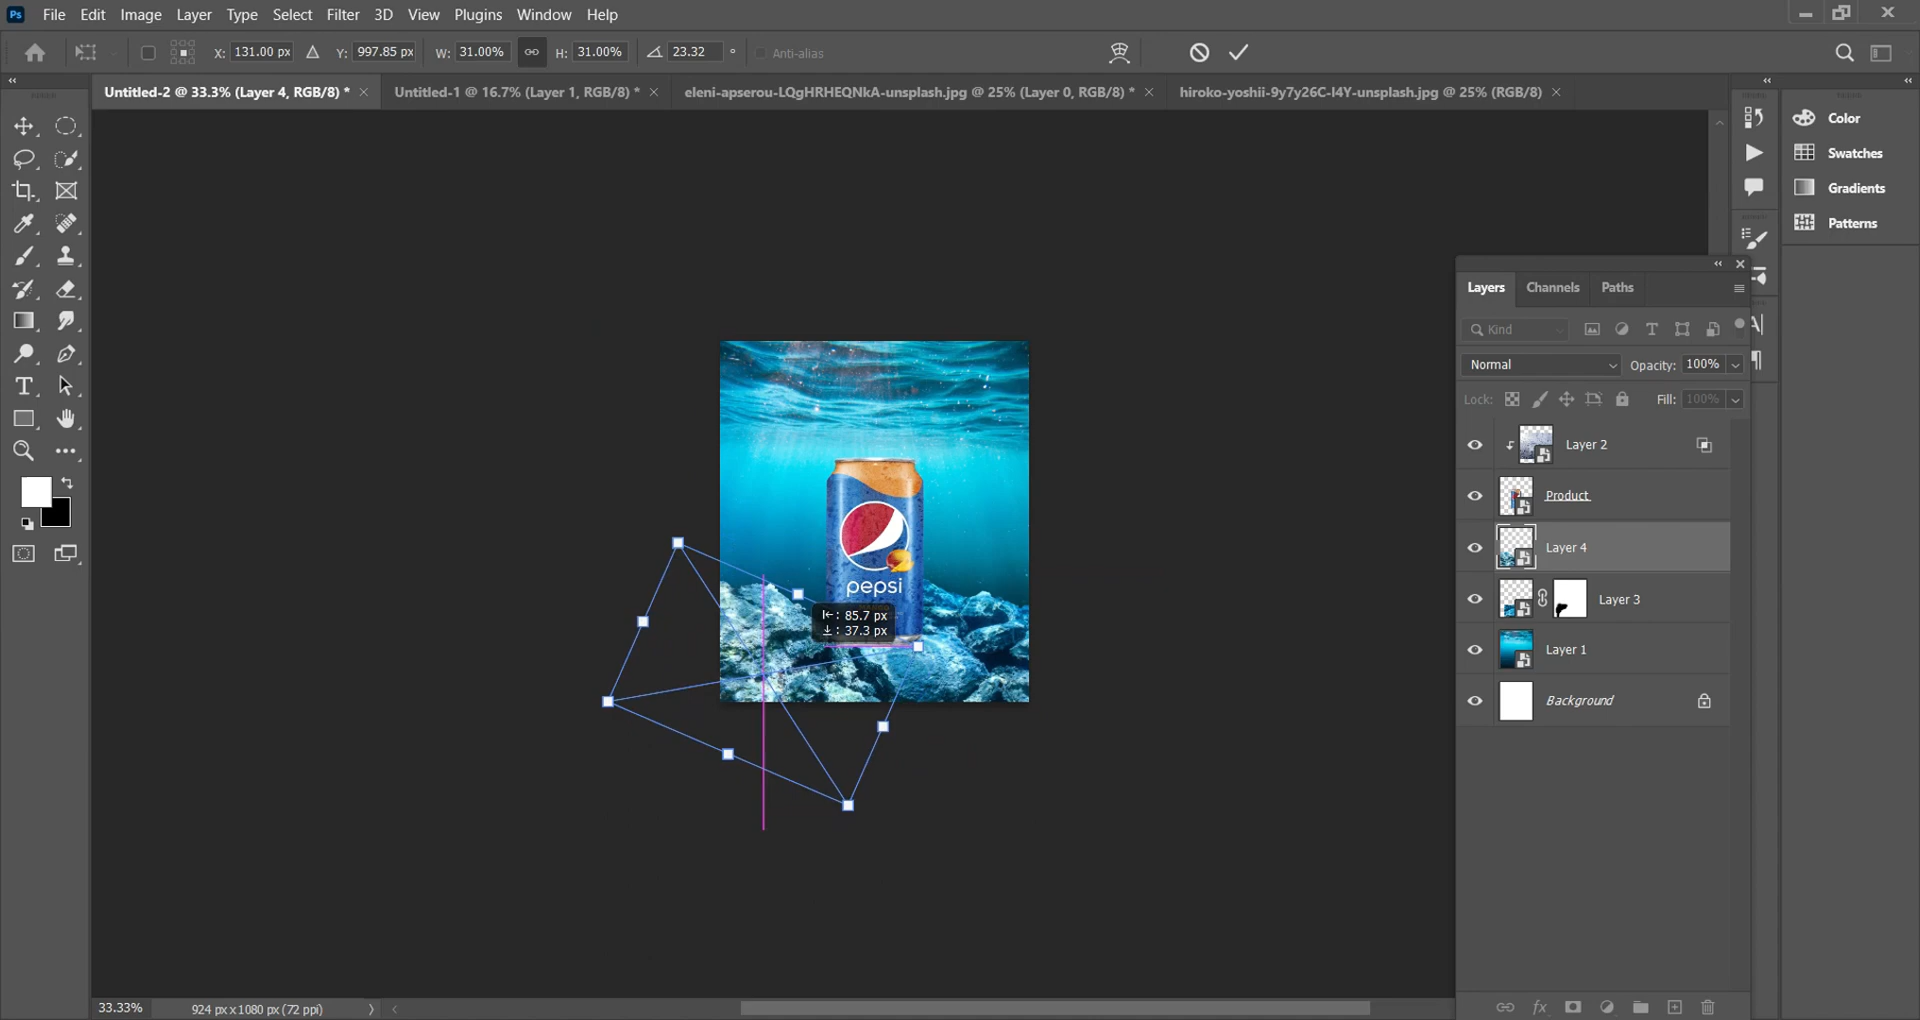 Ps File Edit Image Layer Type Select Filter 3D View Plugins Window Help
X: 131.00 px Y: 997.85 px W: 31.00% H: 31.00% 23.32 ° Anti-alias
Untitled-2 @ 33.3% (Layer 4, RGB/8) * Untitled-1 @ 16.7% (Layer 1, RGB/8) * eleni-apserou-LQgHRHEQNkA-unsplash.jpg @ 25% (Layer 0, RGB/8) * hiroko-yoshii-9y7y26C-l4Y-unsplash.jpg @ 25% (RGB/8)
Color
Swatches
Gradients
Patterns
Layers Channels Paths
Kind
Normal Opacity: 100%
Lock: Fill: 100%
Layer 2
Product
Layer 4
Layer 3
Layer 1
Background
pepsi
: 85.7 px
: 37.3 px
33.33% 924 px x 1080 px (72 ppi)